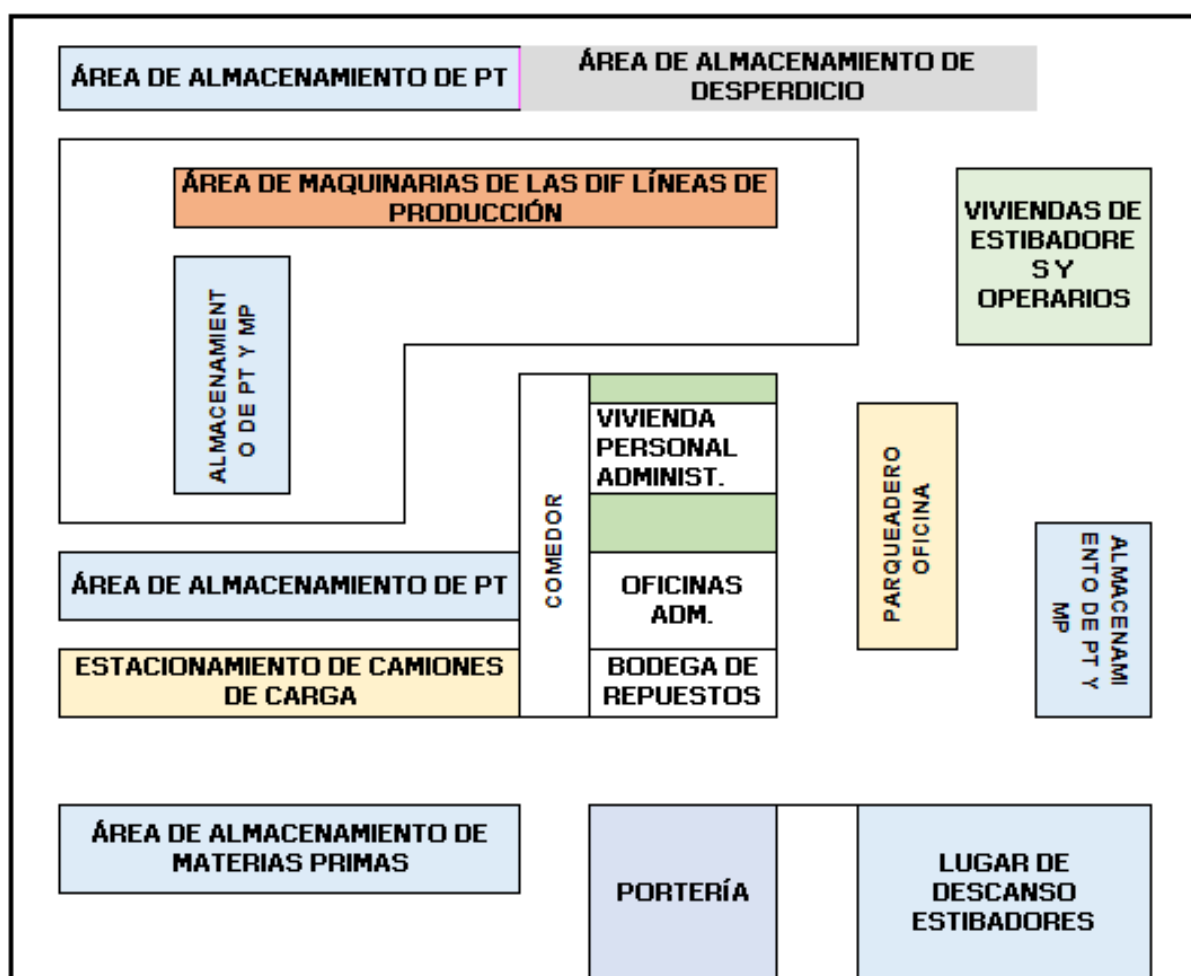 ÁREA DE ALMACENAMIENTO DE PT
ÁREA DE ALMACENAMIENTO DE
DESPERDICIO
ÁREA DE MAQUINARIAS DE LAS DIF LÍNEAS DE
PRODUCCIÓN
VIVIENDAS DE
ESTIBADORE
S Y
OPERARIOS
ALMACENAMIENT
O DE PT Y MP
COMEDOR
VIVIENDA
PERSONAL
ADMINIST.
PARQUEADERO
OFICINA
ALMACENAMI
ENTO DE PT Y
MP
ÁREA DE ALMACENAMIENTO DE PT
OFICINAS
ADM.
ESTACIONAMIENTO DE CAMIONES
DE CARGA
BODEGA DE
REPUESTOS
ÁREA DE ALMACENAMIENTO DE
MATERIAS PRIMAS
PORTERÍA
LUGAR DE
DESCANSO
ESTIBADORES